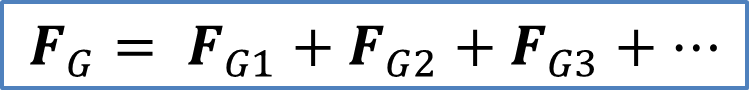 𝑭_G = 𝑭_G1 + 𝑭_G2 + 𝑭_G3 + ⋯